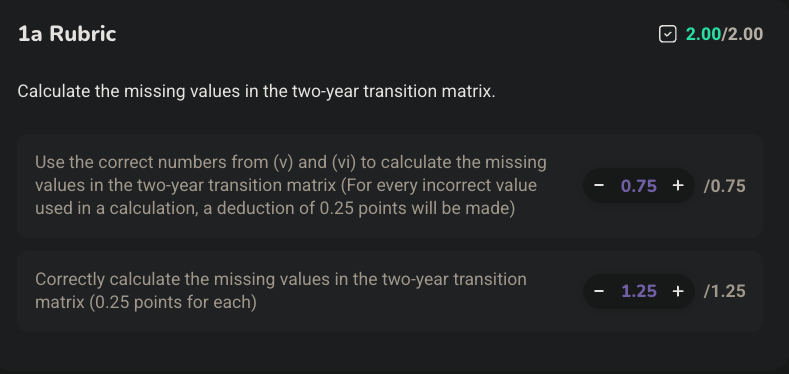 1a Rubric
2.00/2.00
Calculate the missing values in the two-year transition matrix.
Use the correct numbers from (v) and (vi) to calculate the missing
values in the two-year transition matrix (For every incorrect value
used in a calculation, a deduction of 0.25 points will be made)
− 0.75 + /0.75
Correctly calculate the missing values in the two-year transition
matrix (0.25 points for each)
− 1.25 + /1.25